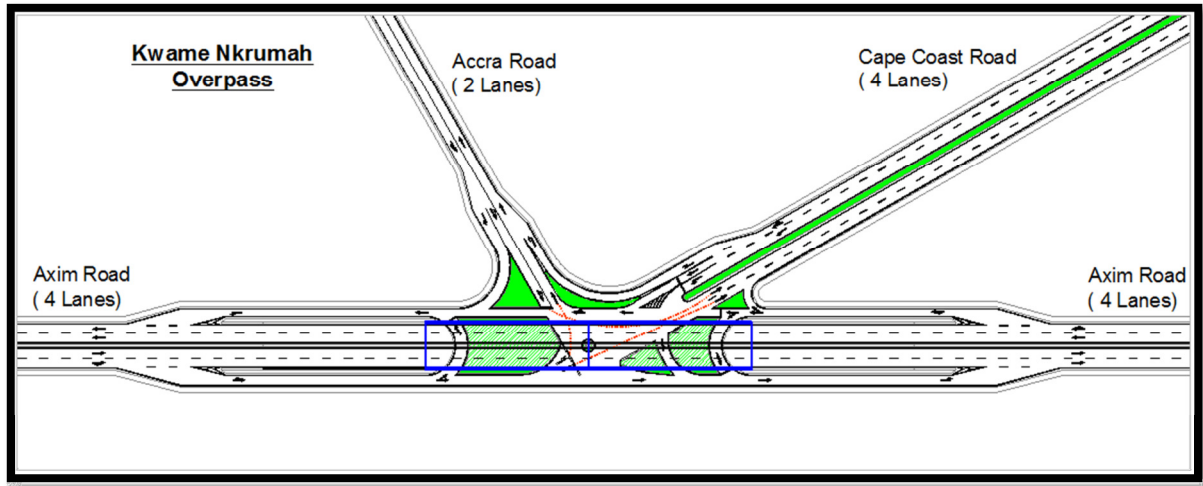 Kwame Nkrumah
Overpass
Accra Road
( 2 Lanes)
Cape Coast Road
( 4 Lanes)
Axim Road
( 4 Lanes)
Axim Road
( 4 Lanes)